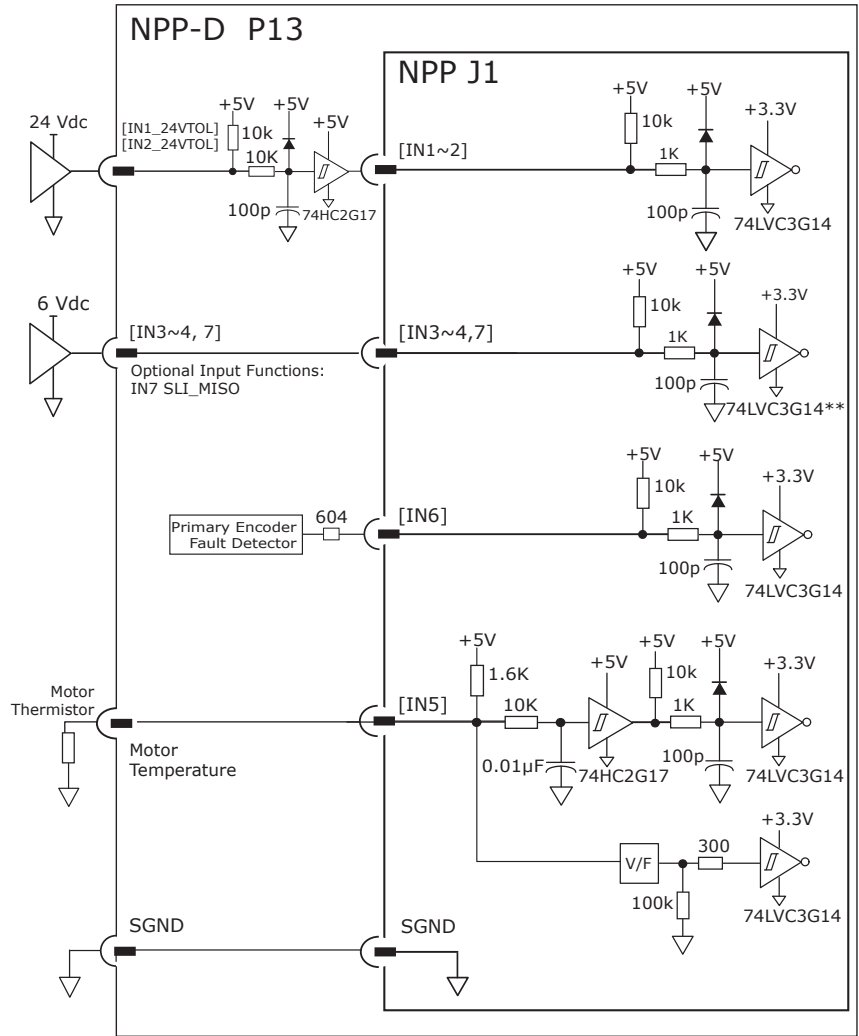 NPP-D P13
NPP J1
24 Vdc
[IN1_24VTOL]
[IN2_24VTOL]
+5V
10k
10K
100p
+5V
+5V
74HC2G17
[IN1~2]
+5V
10k
1K
+5V
100p
+3.3V
74LVC3G14
6 Vdc
[IN3~4, 7]
Optional Input Functions:
IN7 SLI_MISO
[IN3~4,7]
+5V
10k
1K
+5V
100p
+3.3V
74LVC3G14**
Primary Encoder
Fault Detector
604
[IN6]
+5V
10k
1K
+5V
100p
+3.3V
74LVC3G14
Motor
Thermistor
Motor
Temperature
[IN5]
+5V
1.6K
10K
0.01µF
+5V
74HC2G17
+5V
10k
1K
+5V
100p
+3.3V
74LVC3G14
V/F
100k
300
+3.3V
74LVC3G14
SGND
SGND